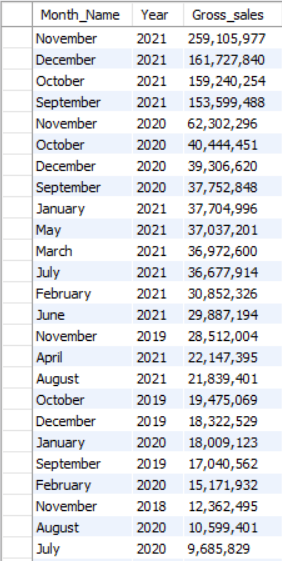 Month_Name Year Gross_sales
November 2021 259,105,977
December 2021 161,727,840
October 2021 159,240,254
September 2021 153,599,488
November 2020 62,302,296
October 2020 40,444,451
December 2020 39,306,620
September 2020 37,752,848
January 2021 37,704,996
May 2021 37,037,201
March 2021 36,972,600
July 2021 36,677,914
February 2021 30,852,326
June 2021 29,887,194
November 2019 28,512,004
April 2021 22,147,395
August 2021 21,839,401
October 2019 19,475,069
December 2019 18,322,529
January 2020 18,009,123
September 2019 17,040,562
February 2020 15,171,932
November 2018 12,362,495
August 2020 10,599,401
July 2020 9,685,829